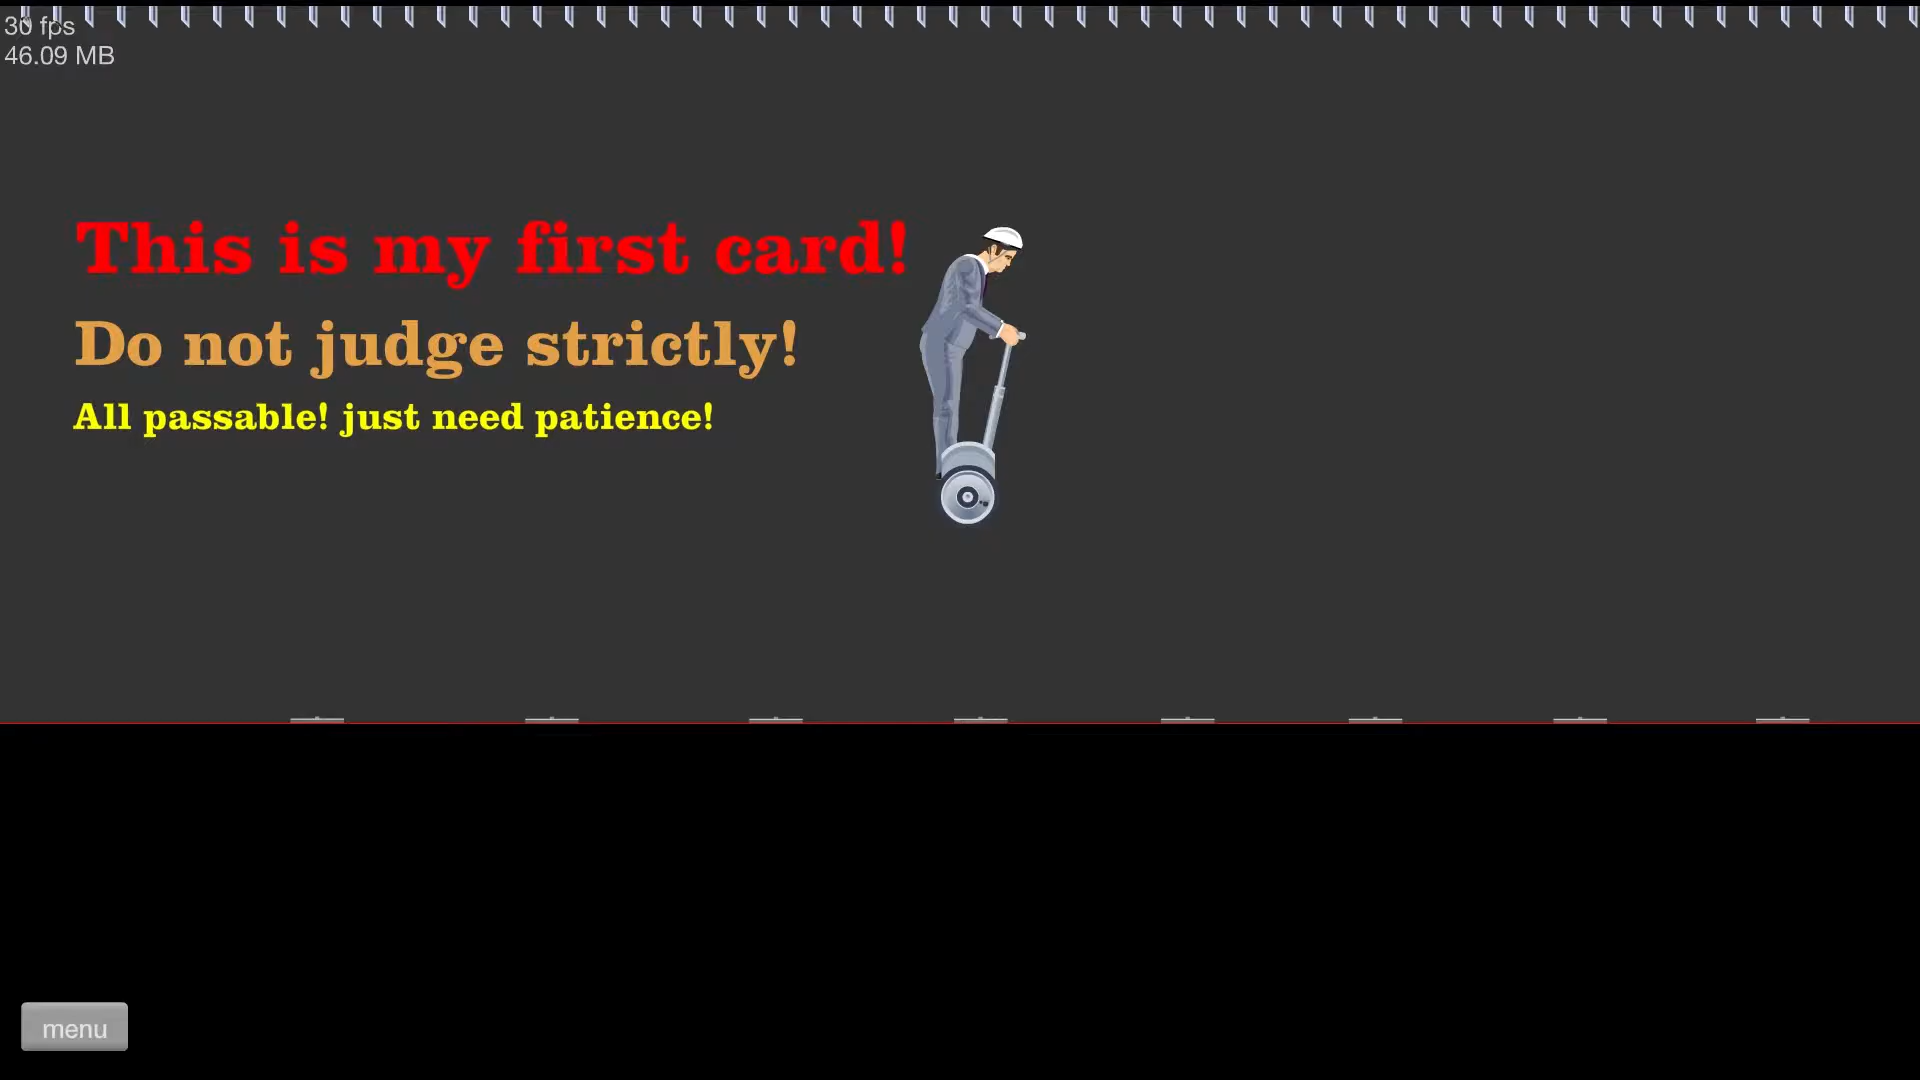 30 fps
46.09 MB
This is my first card!
Do not judge strictly!
All passable! just need patience!
menu